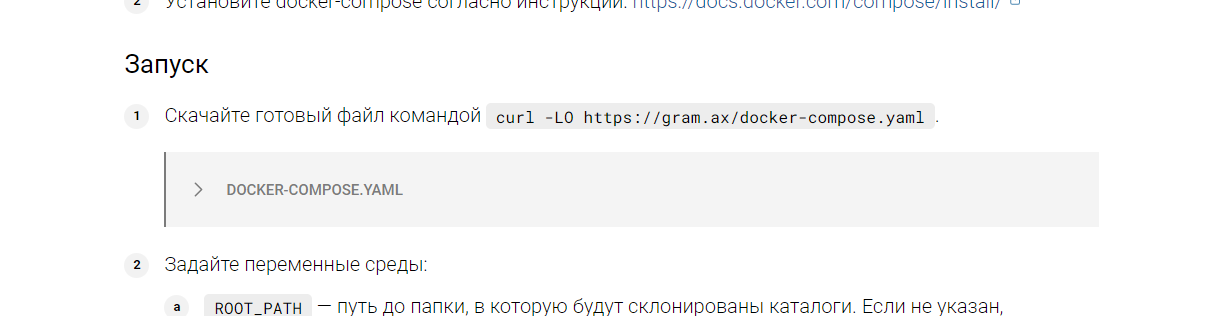 2 Установите docker-compose согласно инструкции: https://docs.docker.com/compose/install/
Запуск
1 Скачайте готовый файл командой curl -LO https://gram.ax/docker-compose.yaml.
DOCKER-COMPOSE.YAML
2 Задайте переменные среды:
a ROOT_PATH — путь до папки, в которую будут склонированы каталоги. Если не указан,